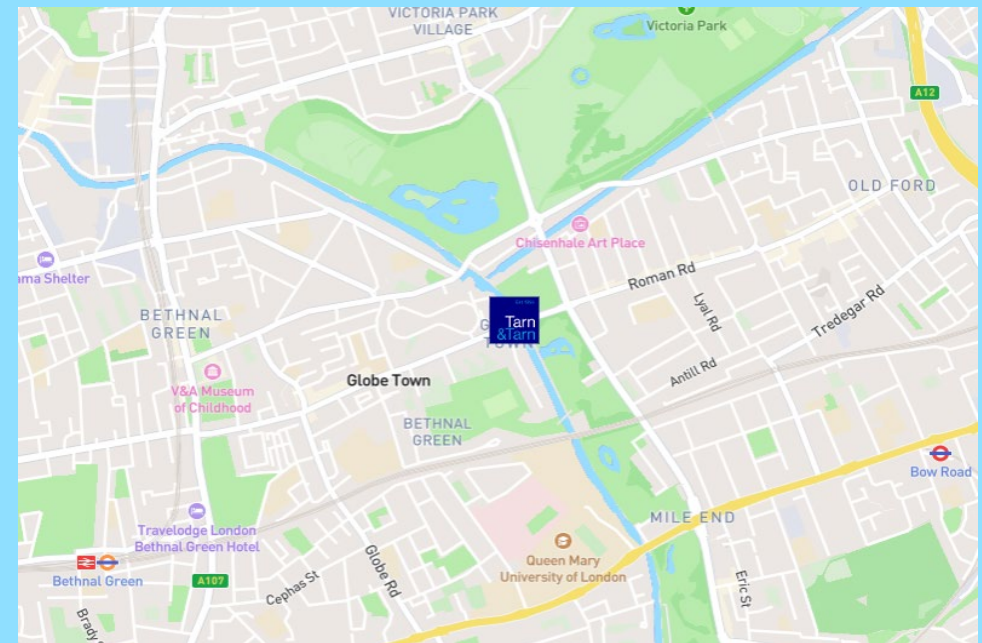 VICTORIA PARK
VILLAGE
Victoria Park
A12
OLD FORD
Chisenhale Art Place
ama Shelter
Roman Rd
Lyal Rd
Tredegar Rd
BETHNAL
GREEN
Tarn
&Tarn
TOWN
Antill Rd
V&A Museum
of Childhood
Globe Town
BETHNAL
GREEN
Bow Road
MILE END
Travelodge London
Bethnal Green Hotel
Queen Mary
University of London
Bethnal Green
A107
Cephas St
Globe Rd
Eric St
Brady